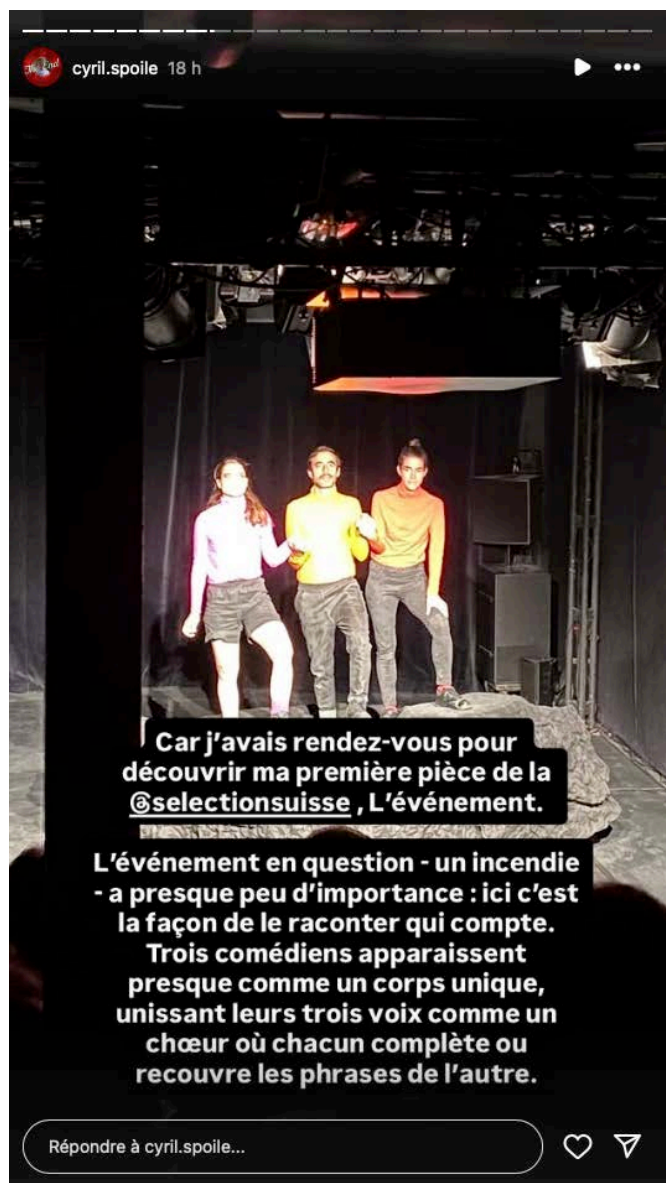 cyril.spoile 18 h
Car j'avais rendez-vous pour
découvrir ma première pièce de la
@selectionsuisse , L'événement.
L'événement en question - un incendie
- a presque peu d'importance : ici c'est
la façon de le raconter qui compte.
Trois comédiens apparaissent
presque comme un corps unique,
unissant leurs trois voix comme un
chœur où chacun complète ou
recouvre les phrases de l'autre.
Répondre à cyril.spoile...